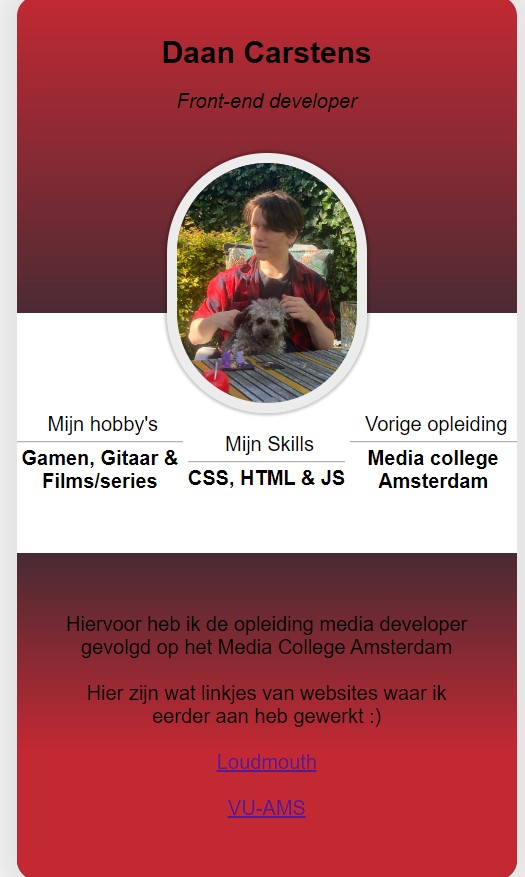 Daan Carstens
Front-end developer
Mijn hobby's
Gamen, Gitaar &
Films/series
Mijn Skills
CSS, HTML & JS
Vorige opleiding
Media college
Amsterdam
Hiervoor heb ik de opleiding media developer
gevolgd op het Media College Amsterdam
Hier zijn wat linkjes van websites waar ik
eerder aan heb gewerkt :)
Loudmouth
VU-AMS